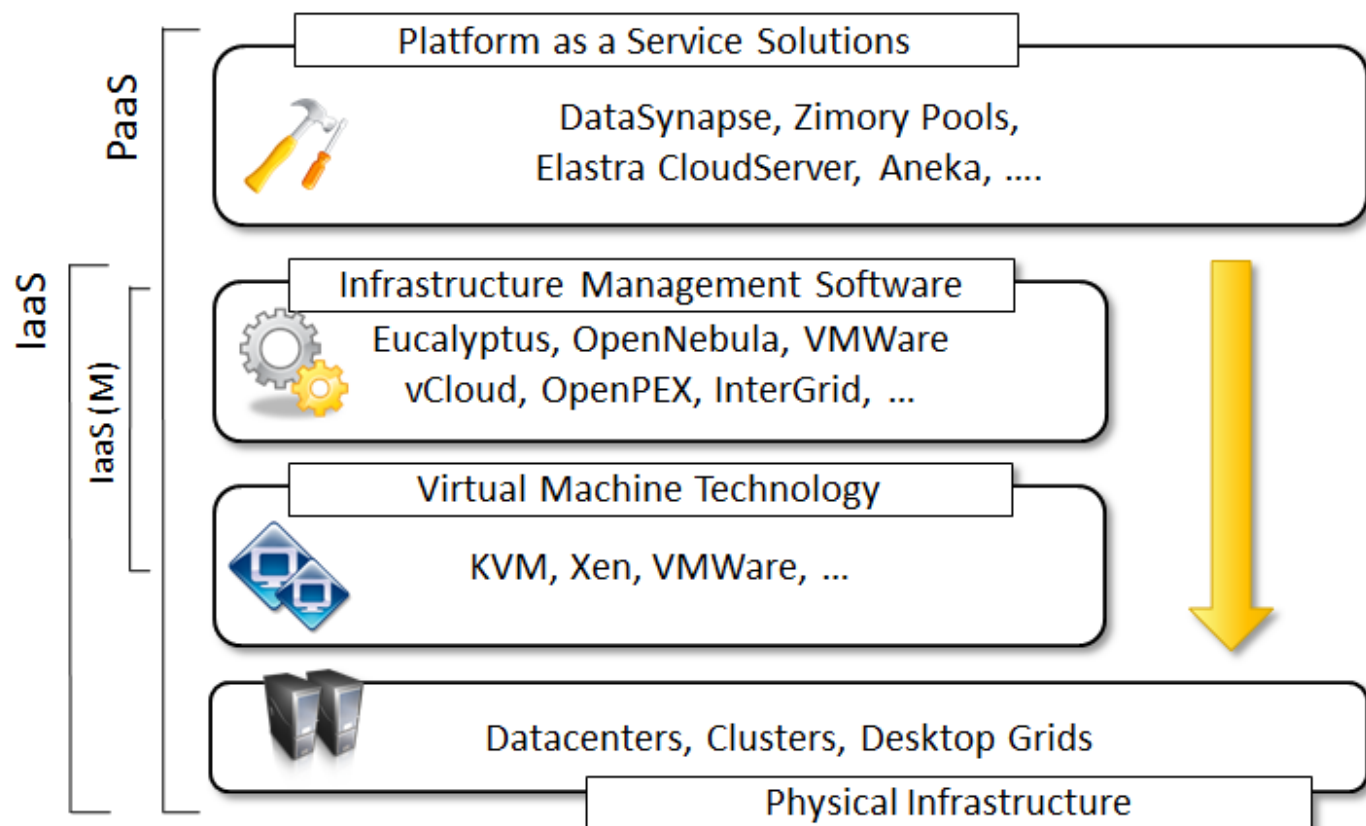 Platform as a Service Solutions
PaaS
DataSynapse, Zimory Pools,
Elastra CloudServer, Aneka, ....
IaaS
IaaS (M)
Infrastructure Management Software
Eucalyptus, OpenNebula, VMWare
vCloud, OpenPEX, InterGrid, ...
Virtual Machine Technology
KVM, Xen, VMWare, ...
Datacenters, Clusters, Desktop Grids
Physical Infrastructure